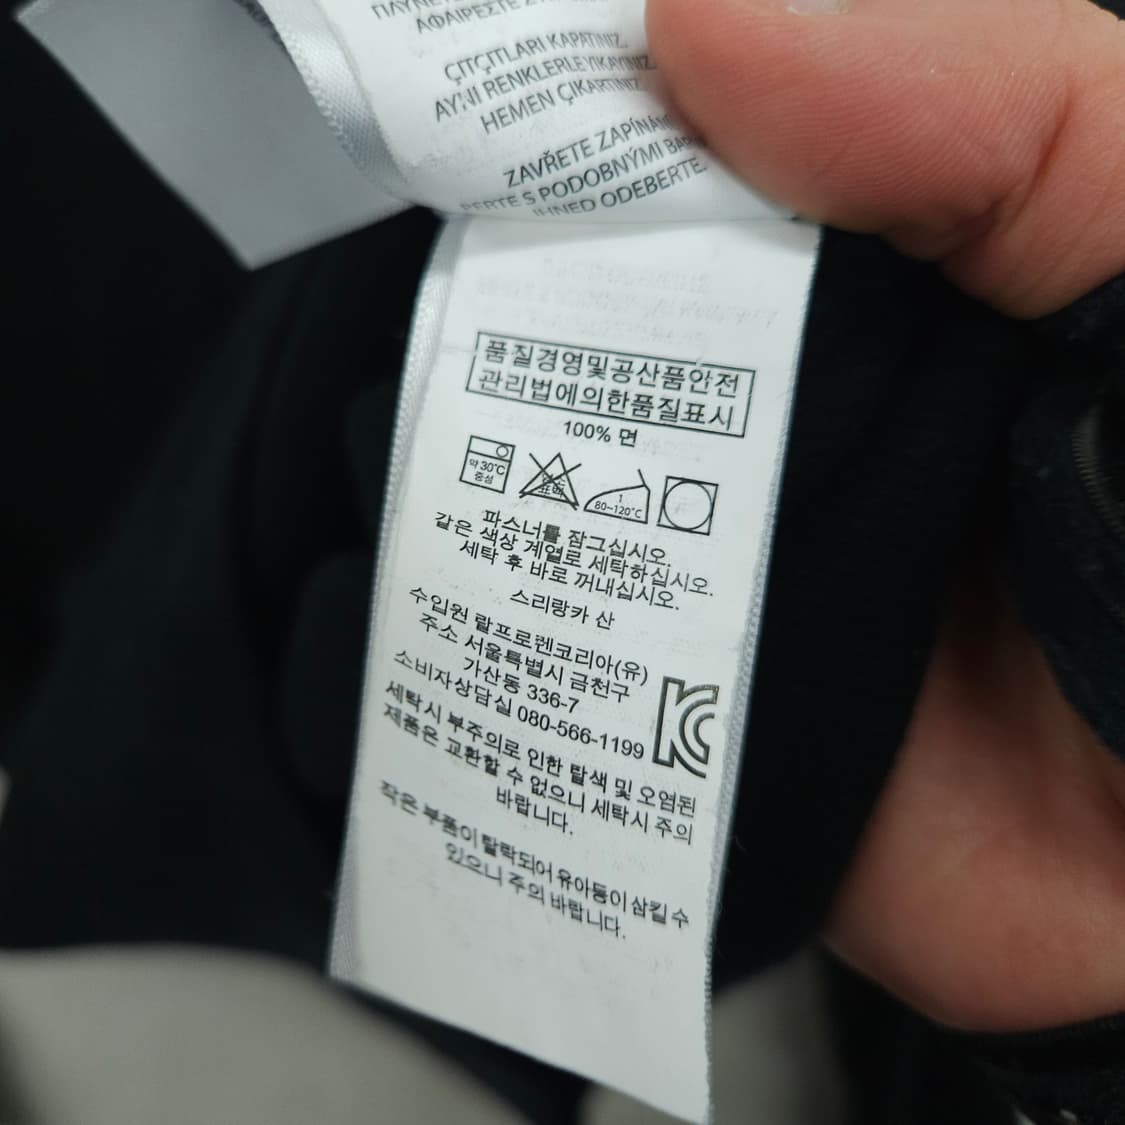 ΑΦΑΙΡΕΣΤΕ
ÇITÇITLARI KAPATINIZ.
AYNI RENKLERLE YIKAYINIZ.
HEMEN ÇIKARTINIZ.
ZAVŘETE ZAPÍNÁN
PERTE S PODOBNÝMI
IHNED ODEBERTE.
품질경영및공산품안전
관리법에의한품질표시
100% 면
약 30℃
중성
염소
표백
1
80~120℃
파스너를 잠그십시오.
같은 색상 계열로 세탁하십시오.
세탁 후 바로 꺼내십시오.
스리랑카 산
수입원 랄프로렌코리아(유)
주소 서울특별시 금천구
가산동 336-7
소비자상담실 080-566-1199
세탁시 부주의로 인한 탈색 및 오염된
제품은 교환할 수 없으니 세탁시 주의
바랍니다.
작은 부품이 탈락되어 유아등이 삼킬 수
있으니 주의 바랍니다.